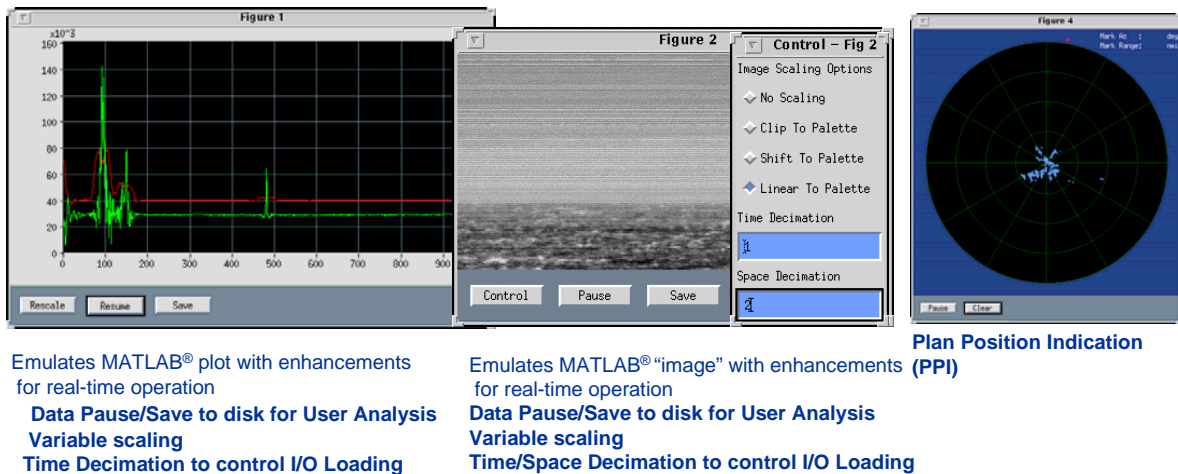 Figure 1
x10^3
160
140
120
100
80
60
40
20
0
0 100 200 300 400 500 600 700 800 900
Rescale Resume Save
Figure 2
Control Pause Save
Control – Fig 2
Image Scaling Options
No Scaling
Clip To Palette
Shift To Palette
Linear To Palette
Time Decimation
1
Space Decimation
2
Figure 4
Mark Az : deg
Mark Range: nmi
Pause Clear
Emulates MATLAB® plot with enhancements
for real-time operation
Data Pause/Save to disk for User Analysis
Variable scaling
Time Decimation to control I/O Loading
Emulates MATLAB® “image” with enhancements
for real-time operation
Data Pause/Save to disk for User Analysis
Variable scaling
Time/Space Decimation to control I/O Loading
Plan Position Indication
(PPI)